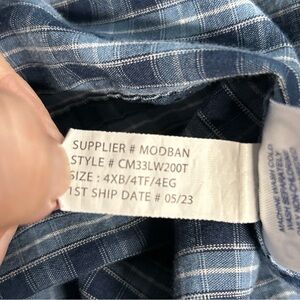 SUPPLIER # MODBAN
STYLE # CM33LW200T
SIZE : 4XB/4TF/4EG
1ST SHIP DATE # 05/23
MACHINE WASH COLD